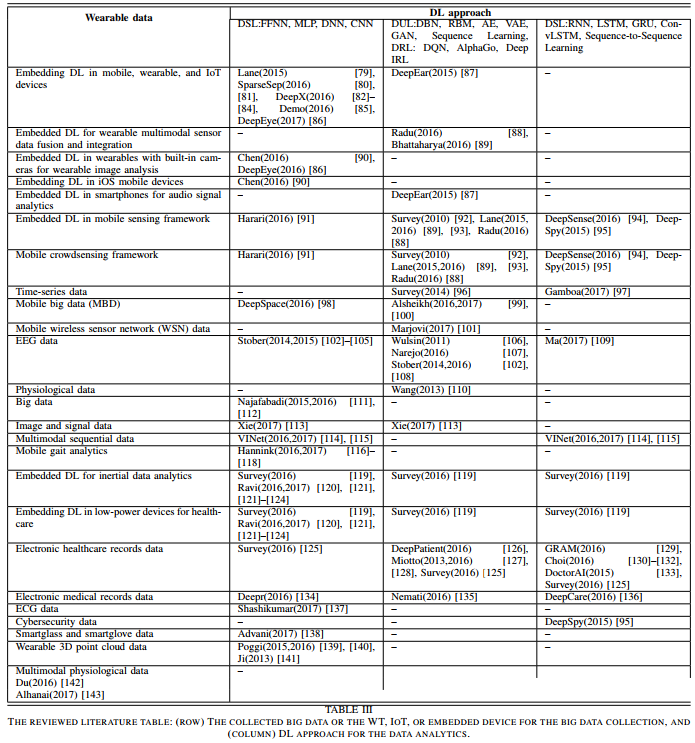 Wearable data
DL approach
DSL:FFNN, MLP, DNN, CNN
DUL:DBN, RBM, AE, VAE,
GAN, Sequence Learning,
DRL: DQN, AlphaGo, Deep
IRL
DSL:RNN, LSTM, GRU, Con-
vLSTM, Sequence-to-Sequence
Learning
Embedding DL in mobile, wearable, and IoT
devices
Lane(2015) [79],
SparseSep(2016) [80],
[81], DeepX(2016) [82]–
[84], Demo(2016) [85],
DeepEye(2017) [86]
DeepEar(2015) [87]
–
Embedded DL for wearable multimodal sensor
data fusion and integration
–
Radu(2016) [88],
Bhattaharya(2016) [89]
–
Embedded DL in wearables with built-in cam-
eras for wearable image analysis
Chen(2016) [90],
DeepEye(2016) [86]
–
–
Embedding DL in iOS mobile devices
Chen(2016) [90]
–
–
Embedded DL in smartphones for audio signal
analytics
–
DeepEar(2015) [87]
–
Embedded DL in mobile sensing framework
Harari(2016) [91]
Survey(2010) [92], Lane(2015,
2016) [89], [93], Radu(2016)
[88]
DeepSense(2016) [94], Deep-
Spy(2015) [95]
Mobile crowdsensing framework
Harari(2016) [91]
Survey(2010) [92],
Lane(2015,2016) [89], [93],
Radu(2016) [88]
DeepSense(2016) [94], Deep-
Spy(2015) [95]
Time-series data
–
Survey(2014) [96]
Gamboa(2017) [97]
Mobile big data (MBD)
DeepSpace(2016) [98]
Alsheikh(2016,2017) [99],
[100]
–
Mobile wireless sensor network (WSN) data
–
Marjovi(2017) [101]
–
EEG data
Stober(2014,2015) [102]–[105]
Wulsin(2011) [106],
Narejo(2016) [107],
Stober(2014,2016) [102],
[108]
Ma(2017) [109]
Physiological data
–
Wang(2013) [110]
–
Big data
Najafabadi(2015,2016) [111],
[112]
–
–
Image and signal data
Xie(2017) [113]
Xie(2017) [113]
–
Multimodal sequential data
VINet(2016,2017) [114], [115]
–
VINet(2016,2017) [114], [115]
Mobile gait analytics
Hannink(2016,2017) [116]–
[118]
–
–
Embedded DL for inertial data analytics
Survey(2016) [119],
Ravi(2016,2017) [120], [121],
[121]–[124]
Survey(2016) [119]
Survey(2016) [119]
Embedding DL in low-power devices for health-
care
Survey(2016) [119],
Ravi(2016,2017) [120], [121],
[121]–[124]
Survey(2016) [119]
Survey(2016) [119]
Electronic healthcare records data
Survey(2016) [125]
DeepPatient(2016) [126],
Miotto(2013,2016) [127],
[128], Survey(2016) [125]
GRAM(2016) [129],
Choi(2016) [130]–[132],
DoctorAI(2015) [133],
Survey(2016) [125]
Electronic medical records data
Deepr(2016) [134]
Nemati(2016) [135]
DeepCare(2016) [136]
ECG data
Shashikumar(2017) [137]
–
–
Cybersecurity data
–
–
DeepSpy(2015) [95]
Smartglass and smartglove data
Advani(2017) [138]
–
–
Wearable 3D point cloud data
Poggi(2015,2016) [139], [140],
Ji(2013) [141]
–
–
Multimodal physiological data
Du(2016) [142]
Alhanai(2017) [143]
–
–
–
TABLE III
THE REVIEWED LITERATURE TABLE: (ROW) THE COLLECTED BIG DATA OR THE WT, IOT, OR EMBEDDED DEVICE FOR THE BIG DATA COLLECTION, AND
(COLUMN) DL APPROACH FOR THE DATA ANALYTICS.